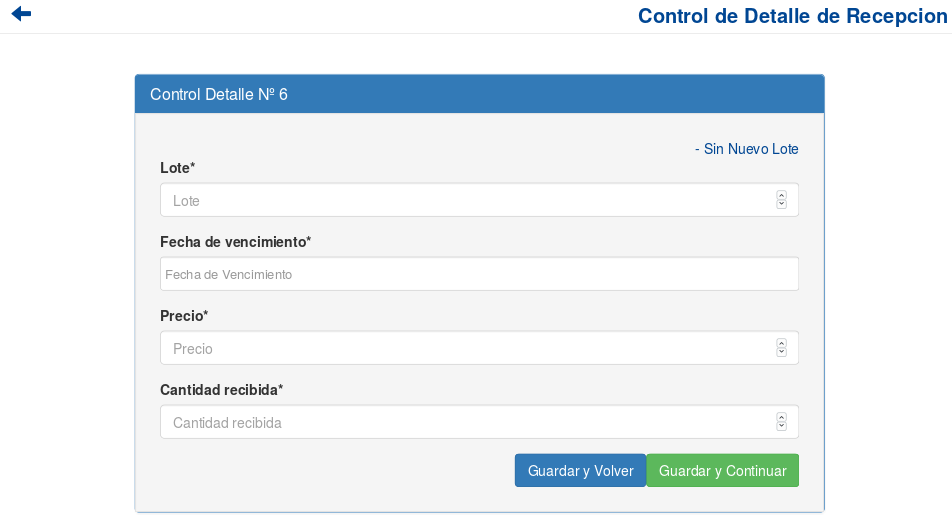 Control de Detalle de Recepcion
Control Detalle Nº 6
- Sin Nuevo Lote
Lote*
Lote
Fecha de vencimiento*
Fecha de Vencimiento
Precio*
Precio
Cantidad recibida*
Cantidad recibida
Guardar y Volver Guardar y Continuar